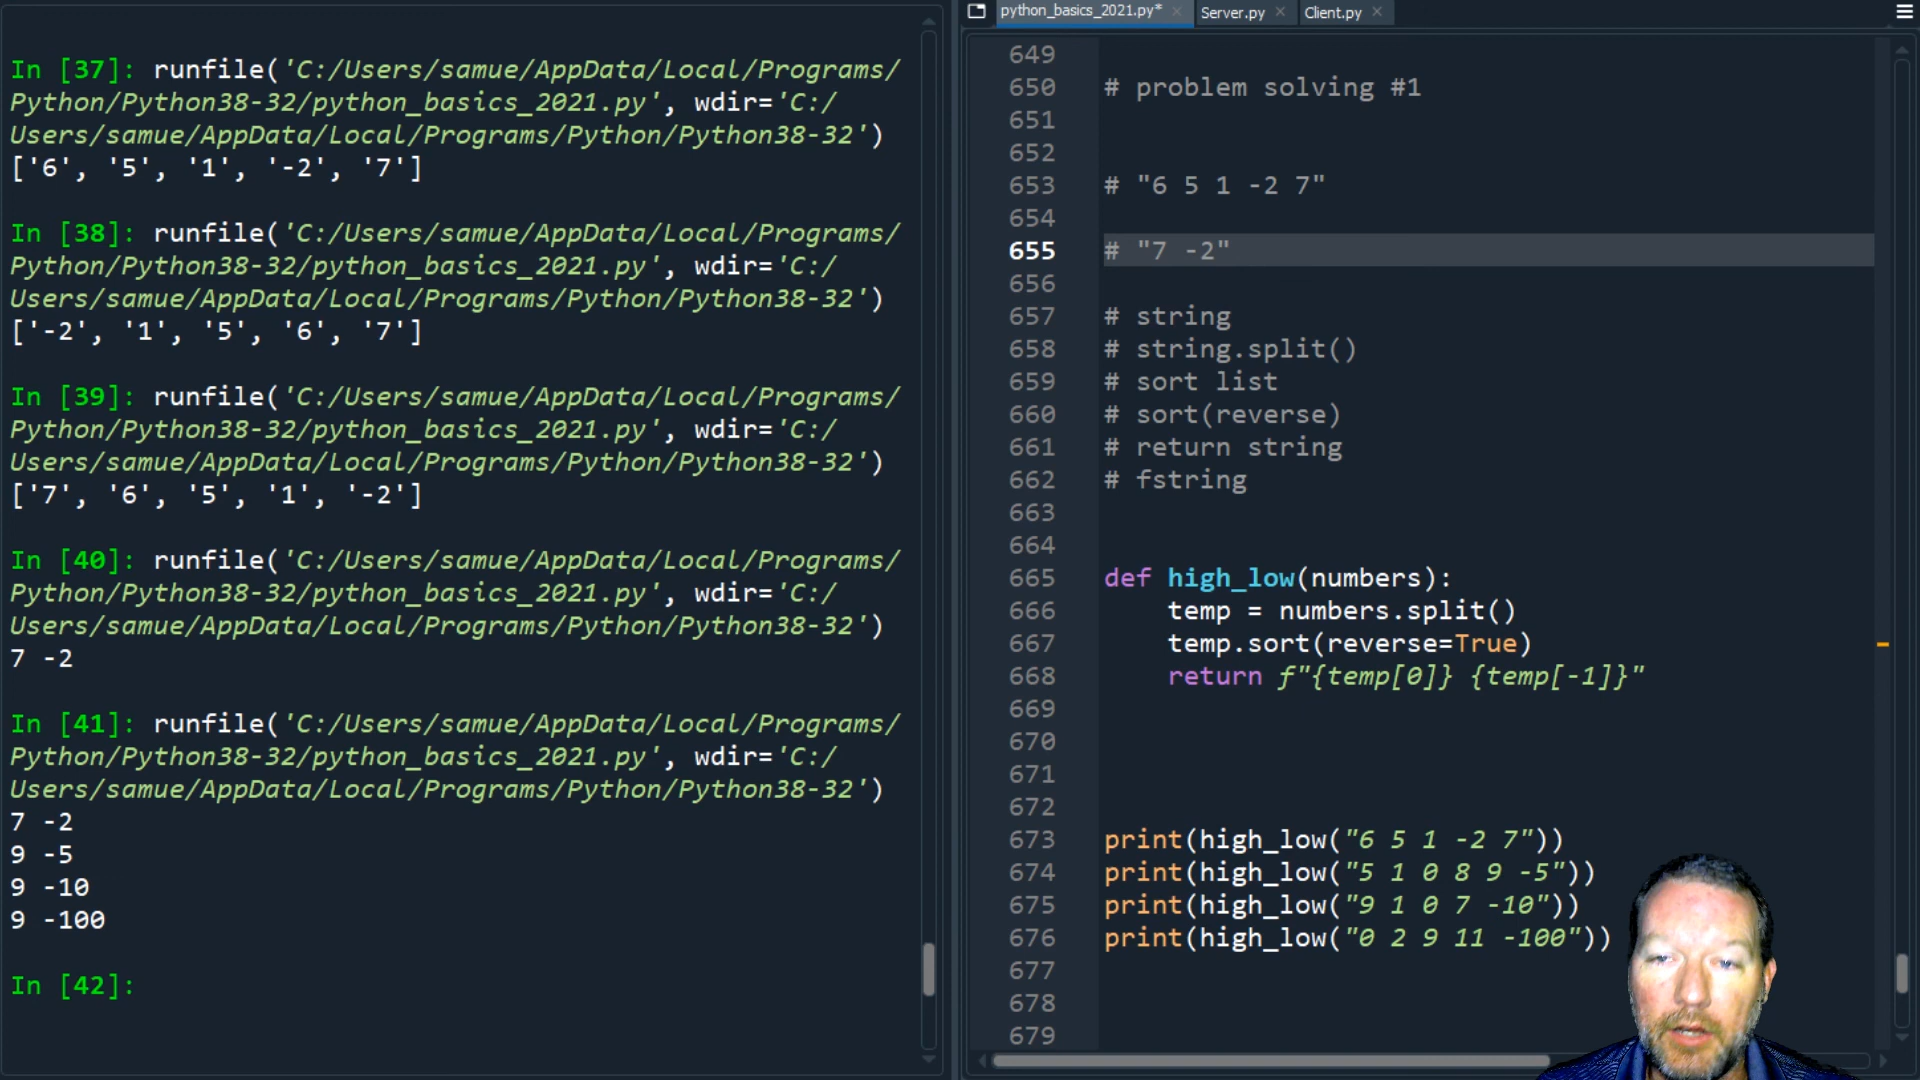 In [37]: runfile('C:/Users/samue/AppData/Local/Programs/
Python/Python38-32/python_basics_2021.py', wdir='C:/
Users/samue/AppData/Local/Programs/Python/Python38-32')
['6', '5', '1', '-2', '7']
In [38]: runfile('C:/Users/samue/AppData/Local/Programs/
Python/Python38-32/python_basics_2021.py', wdir='C:/
Users/samue/AppData/Local/Programs/Python/Python38-32')
['-2', '1', '5', '6', '7']
In [39]: runfile('C:/Users/samue/AppData/Local/Programs/
Python/Python38-32/python_basics_2021.py', wdir='C:/
Users/samue/AppData/Local/Programs/Python/Python38-32')
['7', '6', '5', '1', '-2']
In [40]: runfile('C:/Users/samue/AppData/Local/Programs/
Python/Python38-32/python_basics_2021.py', wdir='C:/
Users/samue/AppData/Local/Programs/Python/Python38-32')
7 -2
In [41]: runfile('C:/Users/samue/AppData/Local/Programs/
Python/Python38-32/python_basics_2021.py', wdir='C:/
Users/samue/AppData/Local/Programs/Python/Python38-32')
7 -2
9 -5
9 -10
9 -100
In [42]:
python_basics_2021.py* Server.py Client.py
649
650 # problem solving #1
651
652
653 # "6 5 1 -2 7"
654
655 # "7 -2"
656
657 # string
658 # string.split()
659 # sort list
660 # sort(reverse)
661 # return string
662 # fstring
663
664
665 def high_low(numbers):
666     temp = numbers.split()
667     temp.sort(reverse=True)
668     return f"{temp[0]} {temp[-1]}"
669
670
671
672
673 print(high_low("6 5 1 -2 7"))
674 print(high_low("5 1 0 8 9 -5"))
675 print(high_low("9 1 0 7 -10"))
676 print(high_low("0 2 9 11 -100"))
677
678
679